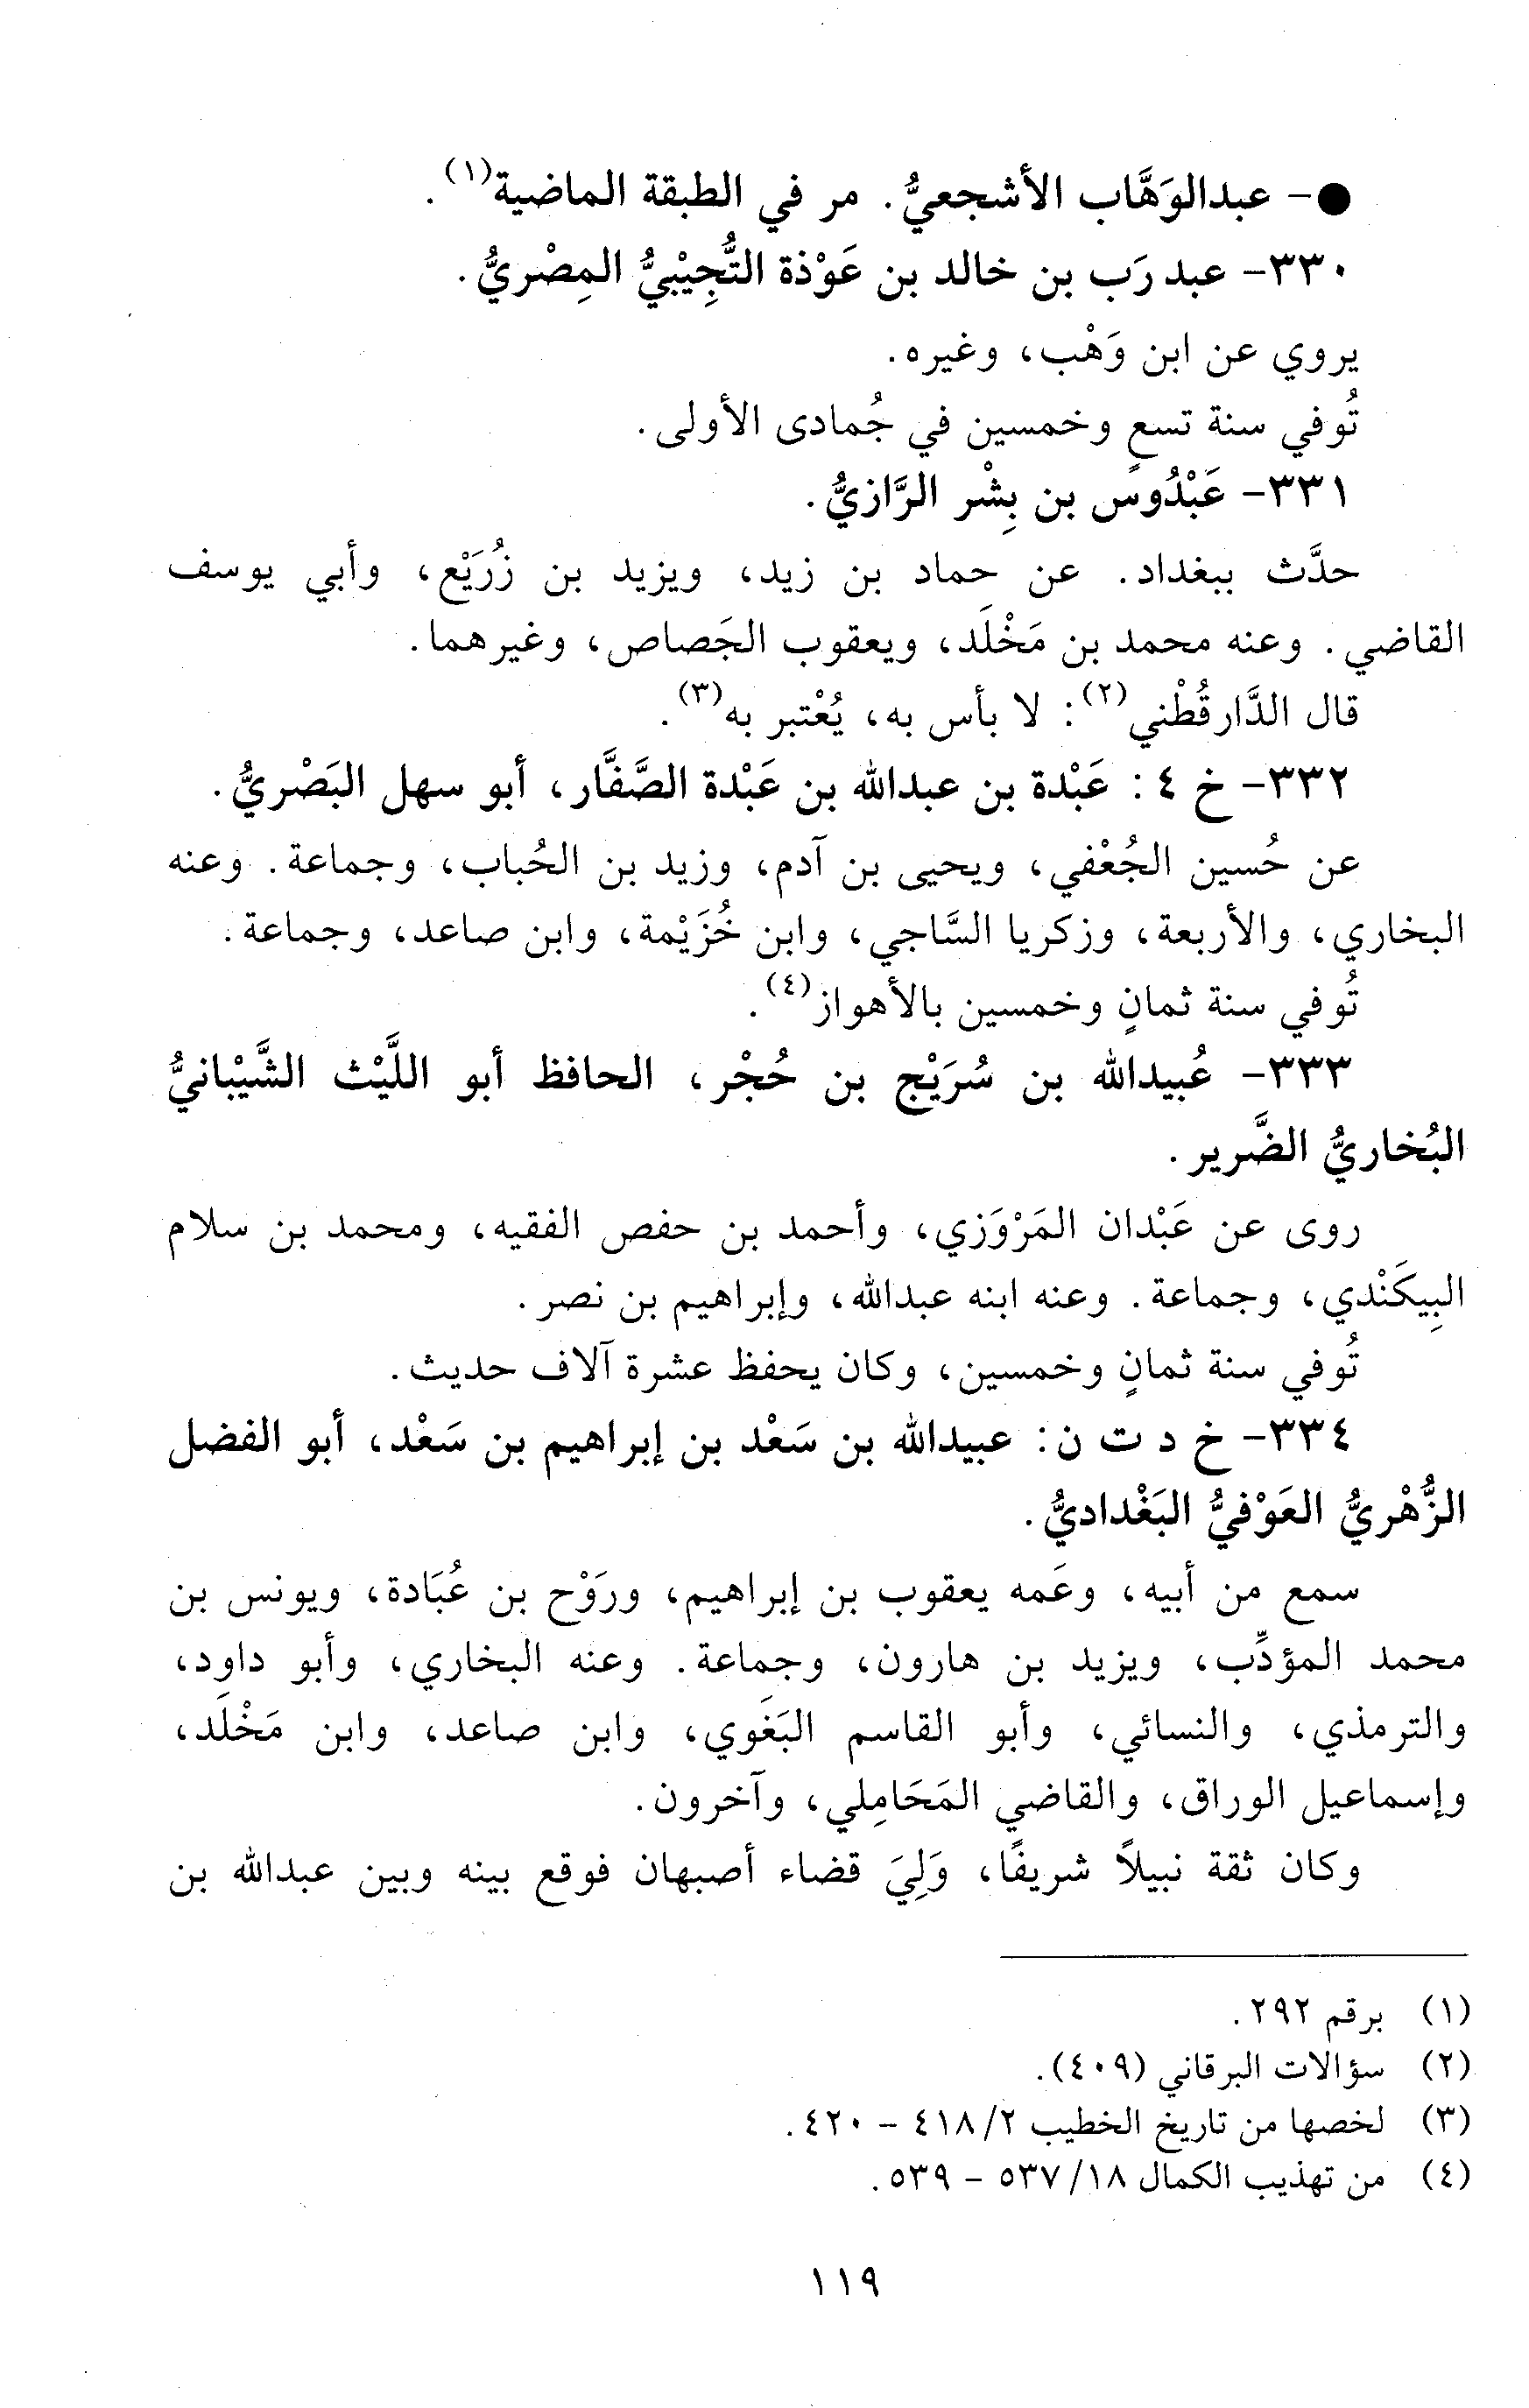 ●- عبدالوَهَّاب الأشجعيُّ. مر في الطبقة الماضية(١).
٣٣٠- عبد رَب بن خالد بن عَوْذة التُّجِيْبيُّ المِصْريُّ.
يروي عن ابن وَهْب، وغيره.
تُوفي سنة تسعٍ وخمسين في جُمادى الأولى.
٣٣١- عَبْدُوس بن بِشْر الرَّازيُّ.
حدَّث ببغداد. عن حماد بن زيد، ويزيد بن زُرَيْع، وأبي يوسف
القاضي. وعنه محمد بن مَخْلَد، ويعقوب الجَصاص، وغيرهما.
قال الدَّارقُطْني(٢): لا بأس به، يُعْتبر به(٣).
٣٣٢- خ ٤: عَبْدة بن عبدالله بن عَبْدة الصَّفَّار، أبو سهل البَصْريُّ.
عن حُسين الجُعْفي، ويحيى بن آدم، وزيد بن الحُباب، وجماعة. وعنه
البخاري، والأربعة، وزكريا السَّاجي، وابن خُزَيْمة، وابن صاعد، وجماعة.
تُوفي سنة ثمانٍ وخمسين بالأهواز(٤).
٣٣٣- عُبيدالله بن سُرَيْج بن حُجْر، الحافظ أبو اللَّيْث الشَّيْبانيُّ
البُخاريُّ الضَّرير.
روى عن عَبْدان المَرْوَزي، وأحمد بن حفص الفقيه، ومحمد بن سلام
البِيكَنْدي، وجماعة. وعنه ابنه عبدالله، وإبراهيم بن نصر.
تُوفي سنة ثمانٍ وخمسين، وكان يحفظ عشرة آلاف حديث.
٣٣٤- خ د ت ن: عبيدالله بن سَعْد بن إبراهيم بن سَعْد، أبو الفضل
الزُّهْريُّ العَوْفيُّ البَغْداديُّ.
سمع من أبيه، وعَمه يعقوب بن إبراهيم، ورَوْح بن عُبَادة، ويونس بن
محمد المؤدِّب، ويزيد بن هارون، وجماعة. وعنه البخاري، وأبو داود،
والترمذي، والنسائي، وأبو القاسم البَغَوي، وابن صاعد، وابن مَخْلَد،
وإسماعيل الوراق، والقاضي المَحَامِلي، وآخرون.
وكان ثقة نبيلاً شريفًا، وَلِيَ قضاء أصبهان فوقع بينه وبين عبدالله بن
(١) برقم ٢٩٢.
(٢) سؤالات البرقاني (٤٠٩).
(٣) لخصها من تاريخ الخطيب ٢/ ٤١٨ - ٤٢٠.
(٤) من تهذيب الكمال ١٨/ ٥٣٧ - ٥٣٩.
١١٩